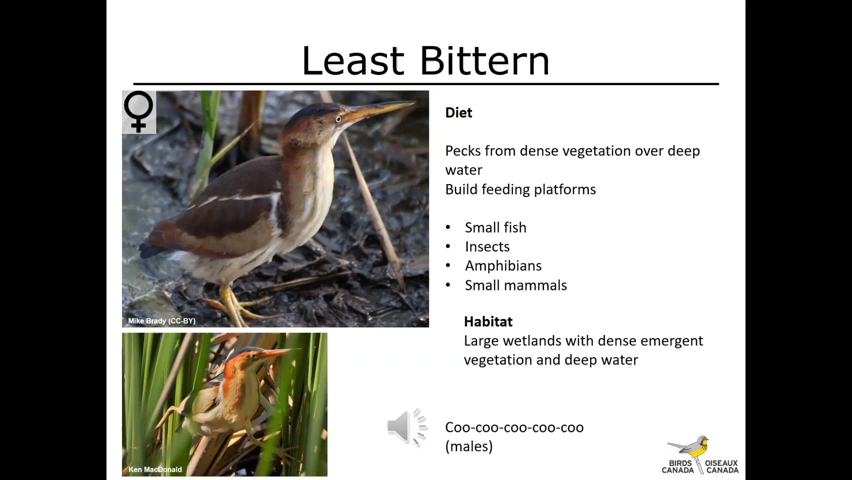 Least Bittern
Diet
Pecks from dense vegetation over deep
water
Build feeding platforms
• Small fish
• Insects
• Amphibians
• Small mammals
Habitat
Large wetlands with dense emergent
vegetation and deep water
Coo-coo-coo-coo-coo
(males)
Mike Brady (CC-BY)
Ken MacDonald
BIRDS OISEAUX
CANADA CANADA